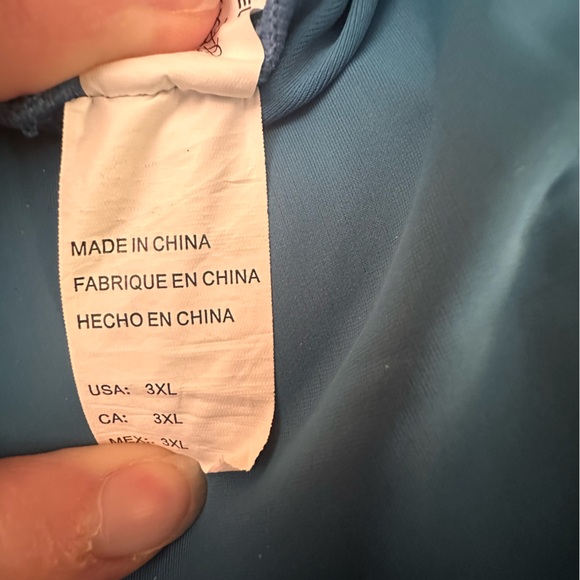 MADE IN CHINA
FABRIQUE EN CHINA
HECHO EN CHINA
USA: 3XL
CA: 3XL
MEX: 3XL